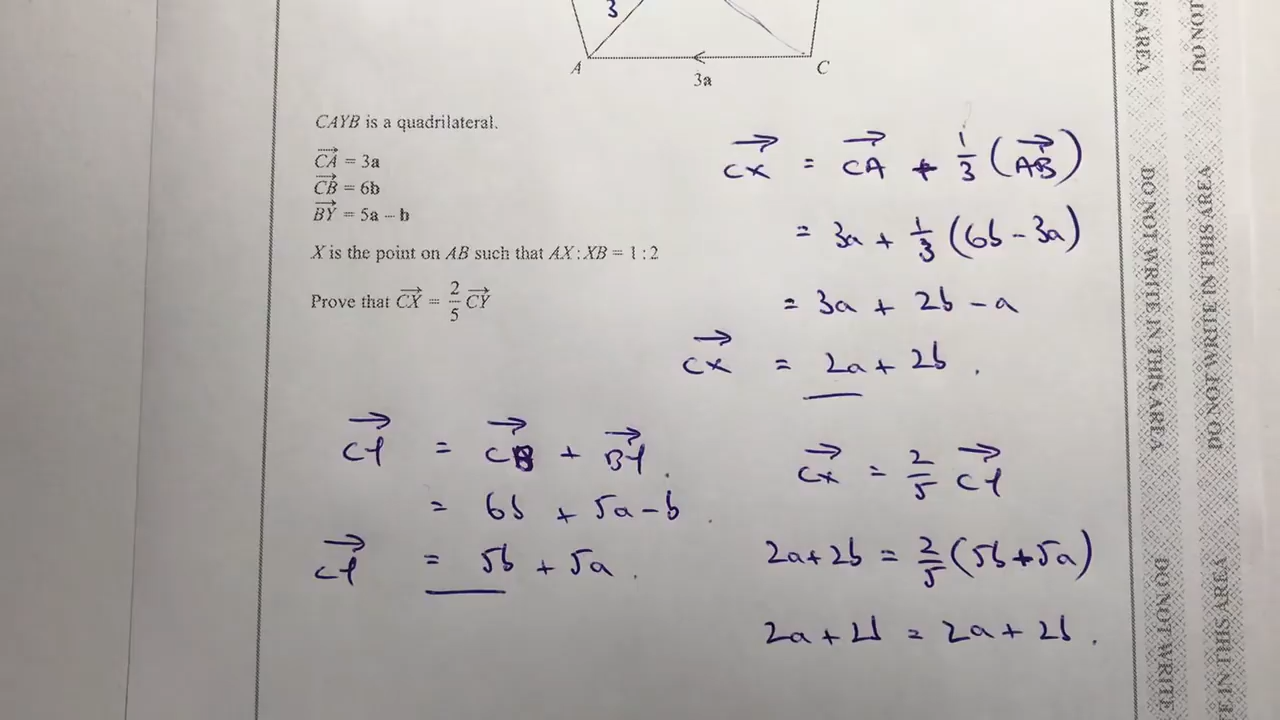 3
A
C
3a
CAYB is a quadrilateral.
→CA = 3a
→CB = 6b
→BY = 5a – b
X is the point on AB such that AX : XB = 1 : 2
Prove that →CX = 2/5 →CY
→CX = →CA + 1/3 (→AB)
= 3a + 1/3 (6b - 3a)
= 3a + 2b - a
→CX = 2a + 2b .
→CY = →CB + →BY .
= 6b + 5a - b .
→CY = 5b + 5a .
→CX = 2/5 →CY
2a + 2b = 2/5 (5b + 5a)
2a + 2b = 2a + 2b .
IS AREA
DO NOT WRITE IN THIS AREA
DO NOT WRITE
DO NOT
DO NOT WRITE IN THIS AREA
E IN THIS AREA